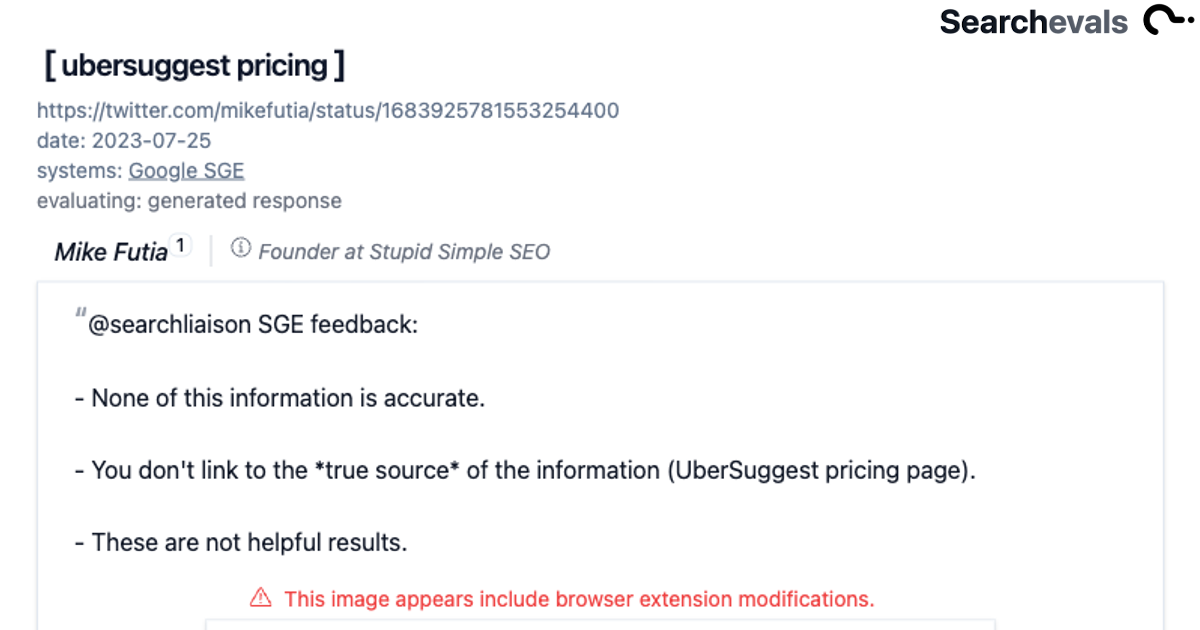 Searchevals
[ ubersuggest pricing ]
https://twitter.com/mikefutia/status/1683925781553254400
date: 2023-07-25
systems: Google SGE
evaluating: generated response
Mike Futia 1 Founder at Stupid Simple SEO
"@searchliaison SGE feedback:
- None of this information is accurate.
- You don't link to the *true source* of the information (UberSuggest pricing page).
- These are not helpful results.
This image appears include browser extension modifications.